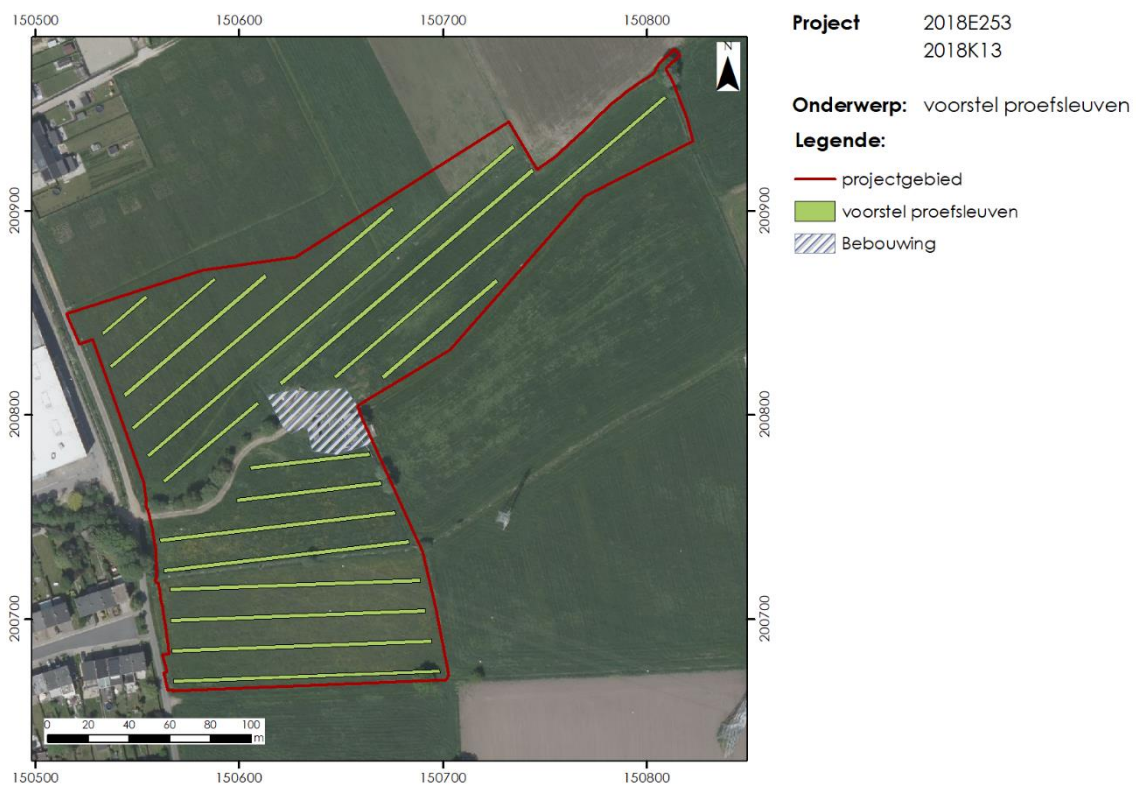 150500 150600 150700 150800
Project 2018E253
2018K13
N
Onderwerp: voorstel proefsleuven
Legende:
projectgebied
voorstel proefsleuven
Bebouwing
200900 200900
200800 200800
200700 200700
0 20 40 60 80 100
m
150500 150600 150700 150800